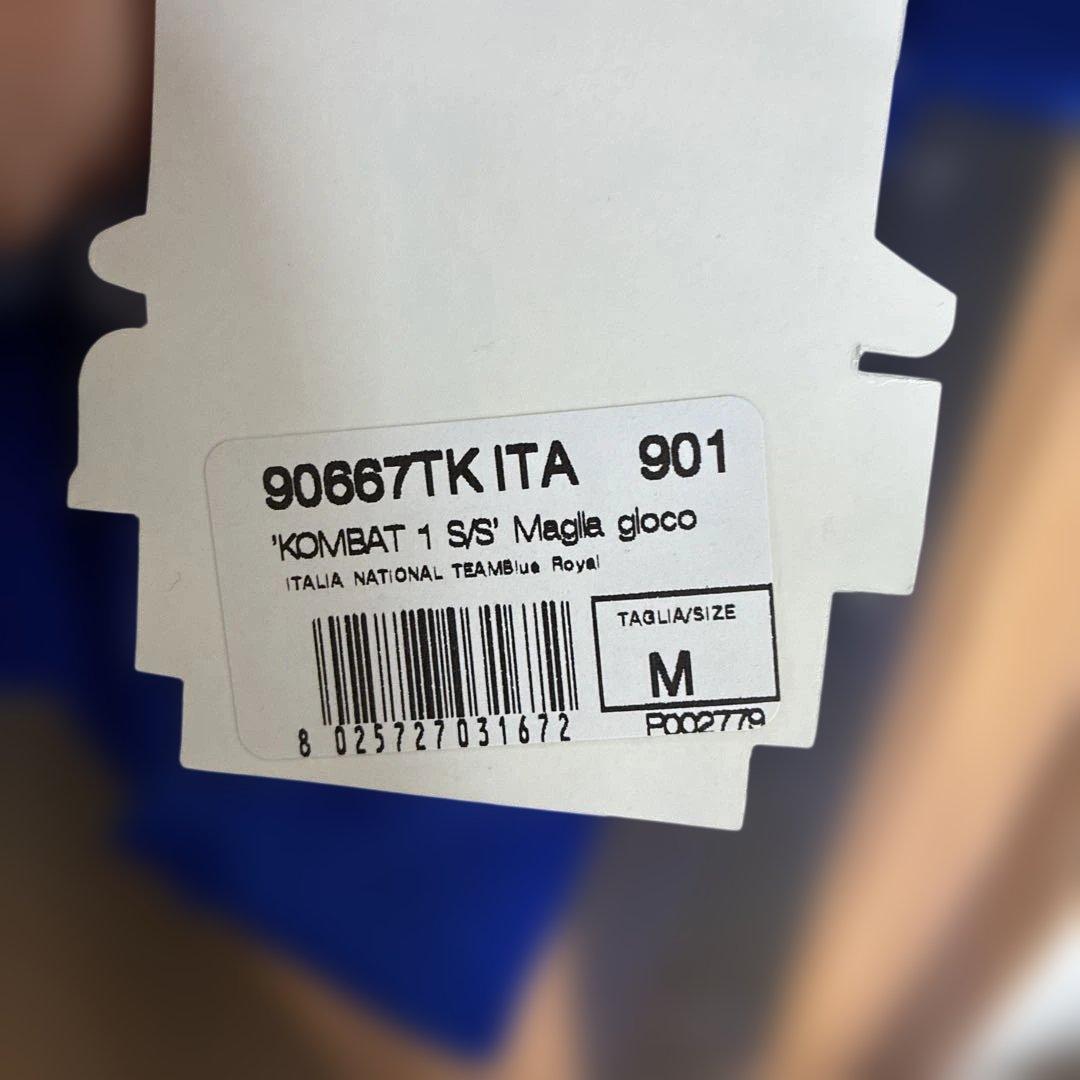 90667TK ITA 901
'KOMBAT 1 S/S' Maglia gioco
ITALIA NATIONAL TEAMBlue Royal
TAGLIA/SIZE
M
P002779
8 025727 031672